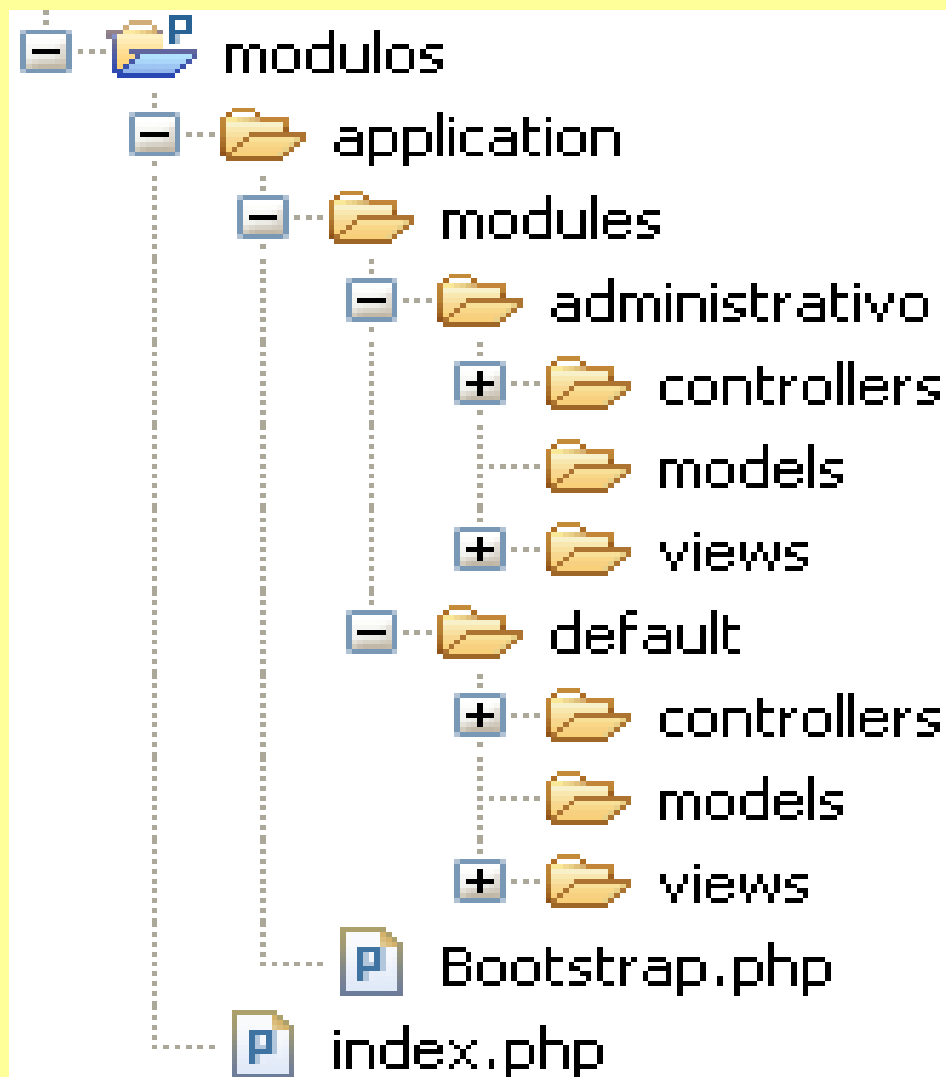 modulos
application
modules
administrativo
controllers
models
views
default
controllers
models
views
Bootstrap.php
index.php